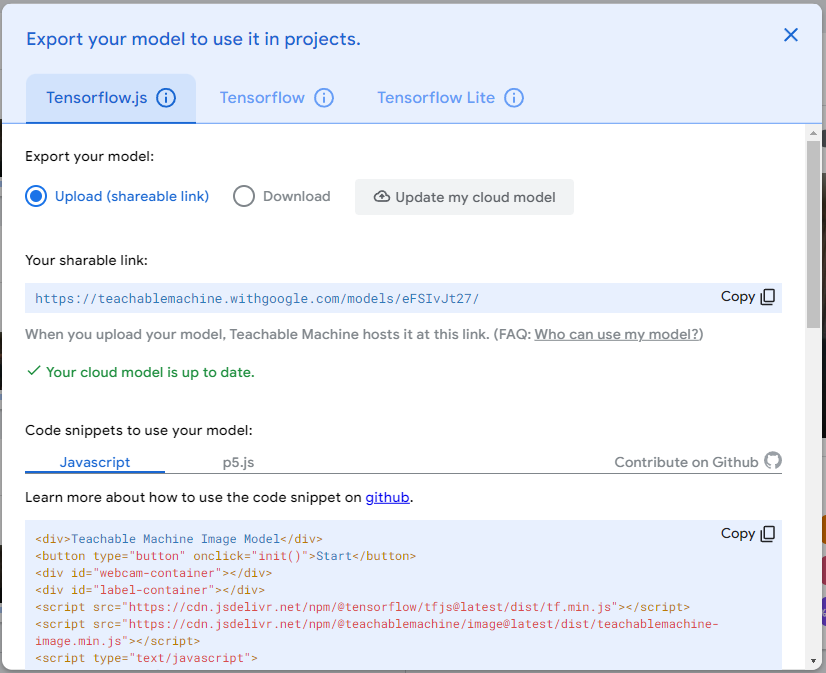 Export your model to use it in projects.
Tensorflow.js Tensorflow Tensorflow Lite
Export your model:
Upload (shareable link) Download Update my cloud model
Your sharable link:
https://teachablemachine.withgoogle.com/models/eFSIvJt27/ Copy
When you upload your model, Teachable Machine hosts it at this link. (FAQ: Who can use my model?)
Your cloud model is up to date.
Code snippets to use your model:
Javascript p5.js Contribute on Github
Learn more about how to use the code snippet on github.
Copy
<div>Teachable Machine Image Model</div>
<button type="button" onclick="init()">Start</button>
<div id="webcam-container"></div>
<div id="label-container"></div>
<script src="https://cdn.jsdelivr.net/npm/@tensorflow/tfjs@latest/dist/tf.min.js"></script>
<script src="https://cdn.jsdelivr.net/npm/@teachablemachine/image@latest/dist/teachablemachine-
image.min.js"></script>
<script type="text/javascript">